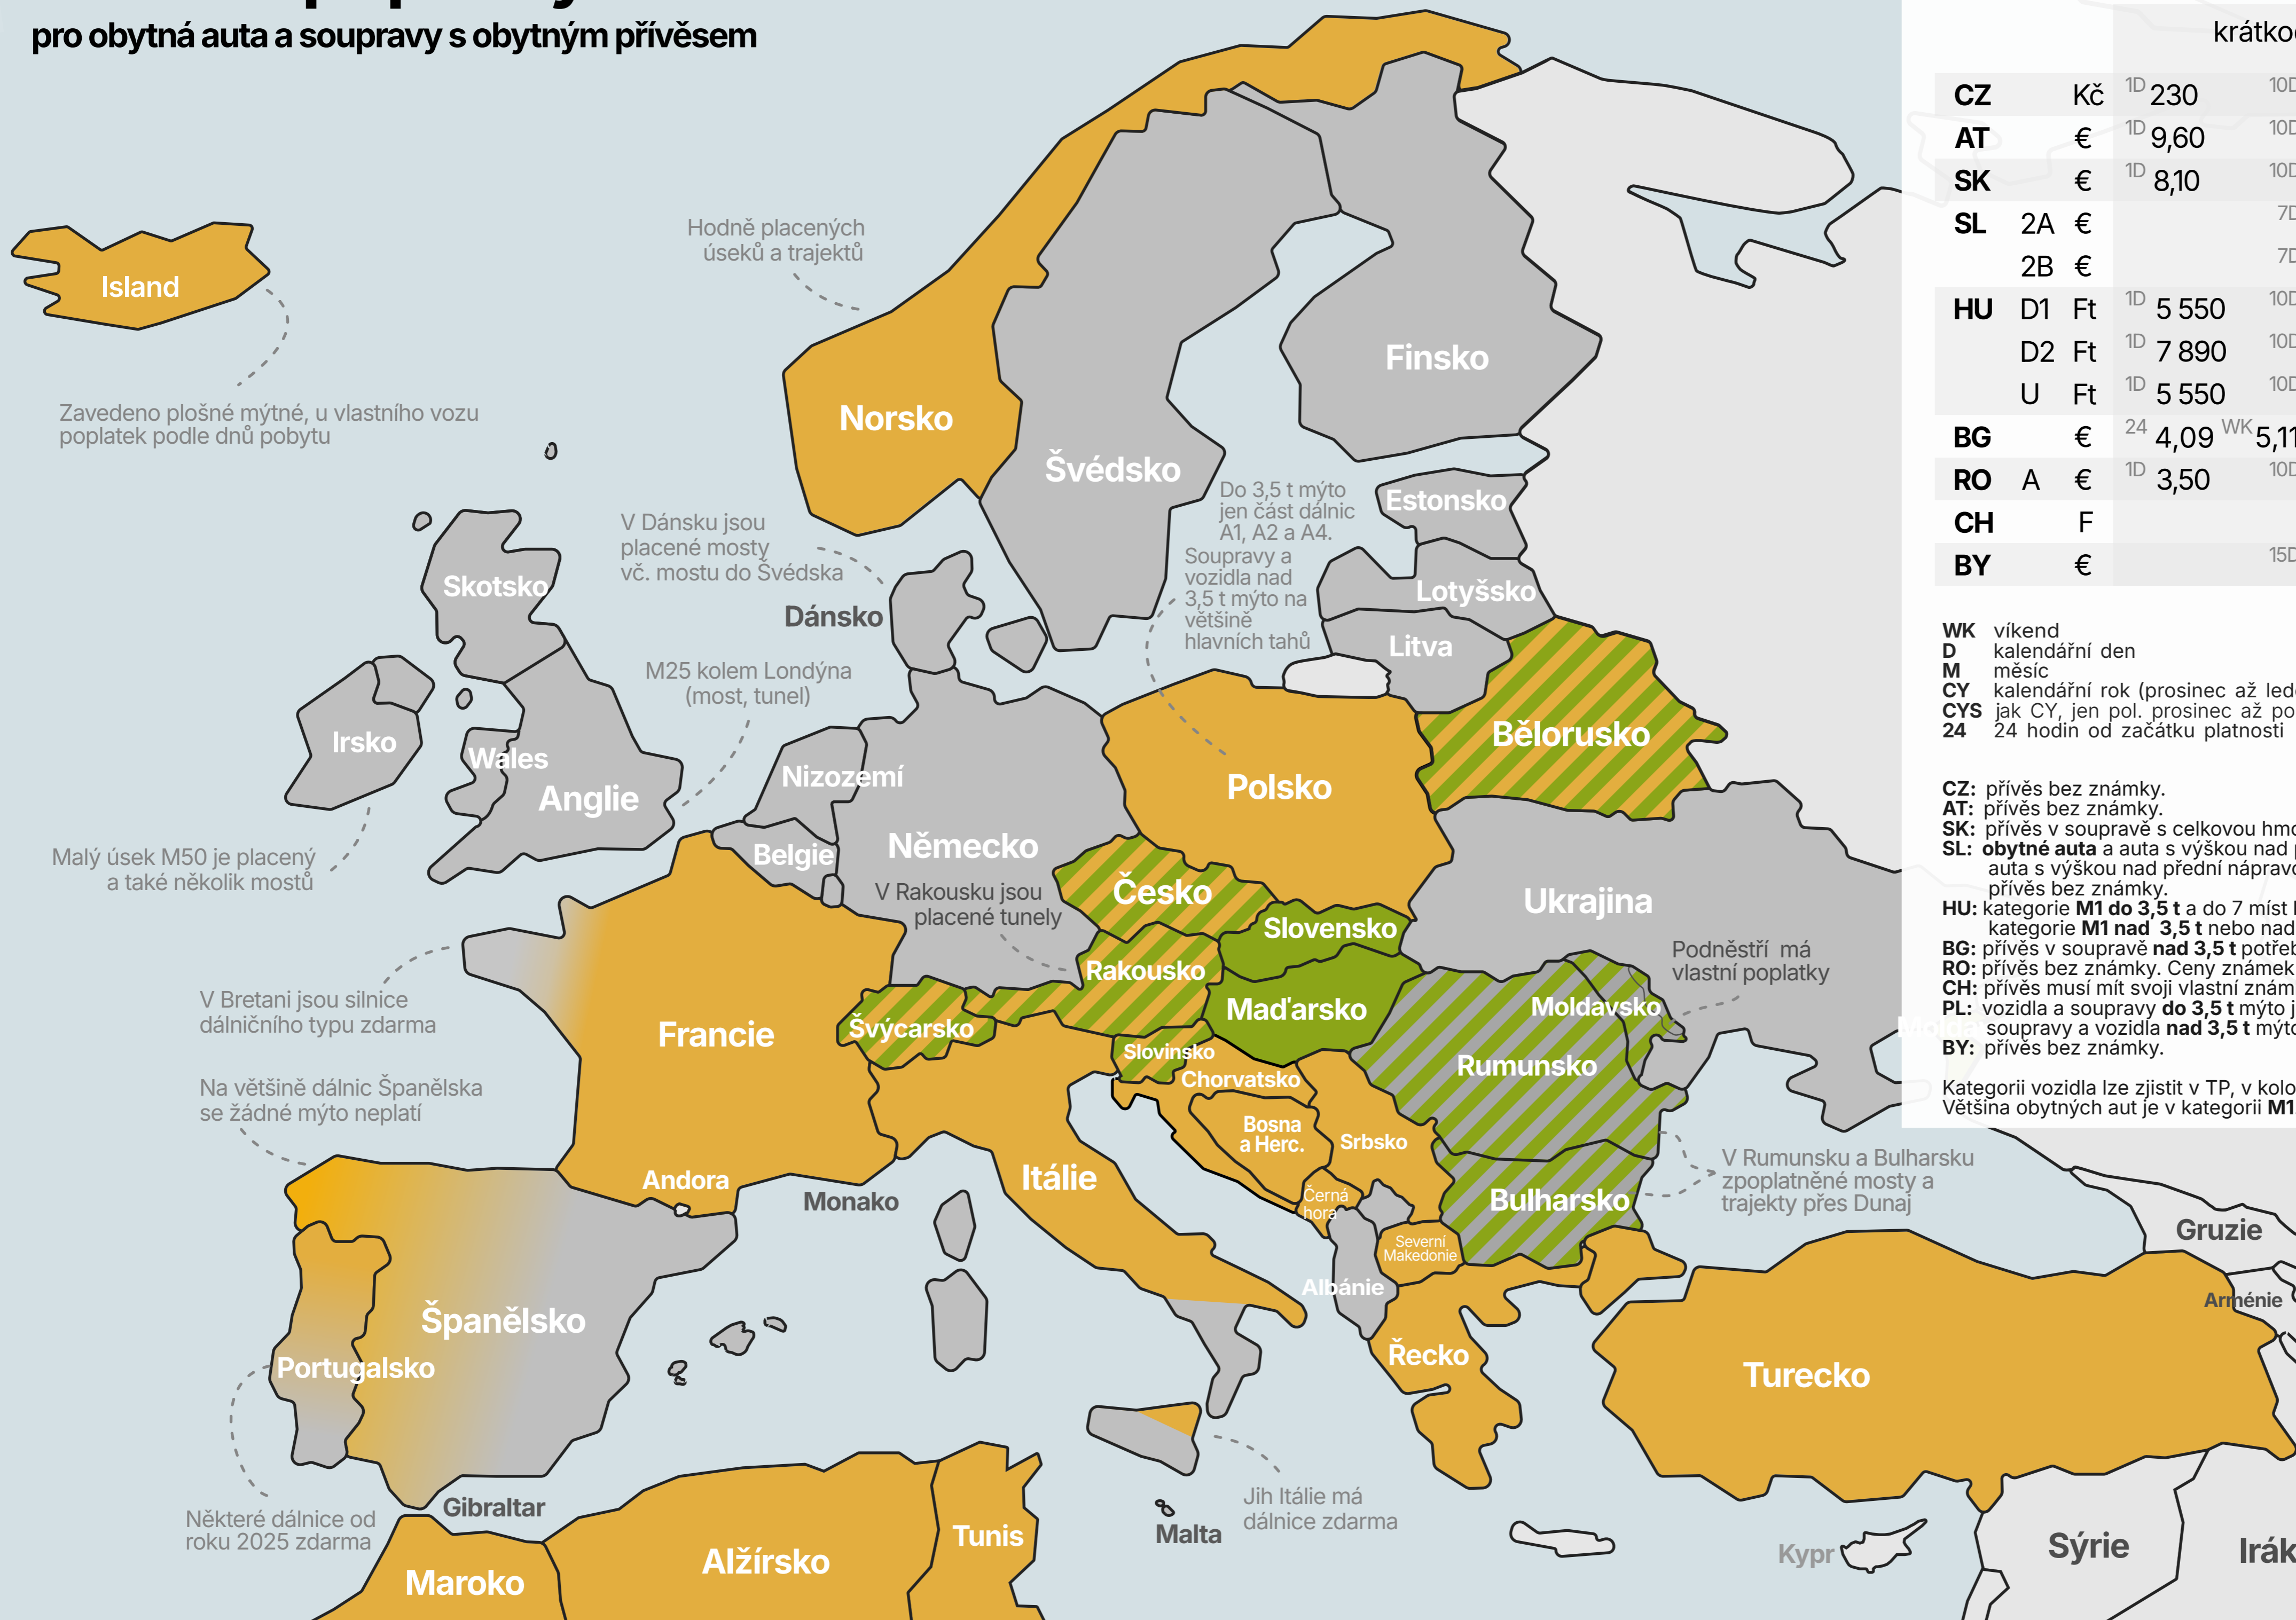 pro obytná auta a soupravy s obytným přívěsem
Island
Zavedeno plošné mýtné, u vlastního vozu
poplatek podle dnů pobytu
Hodně placených
úseků a trajektů
Norsko
Švédsko
Finsko
Do 3,5 t mýto
jen část dálnic
A1, A2 a A4.
Soupravy a
vozidla nad
3,5 t mýto na
většině
hlavních tahů
Estonsko
Lotyšsko
Litva
V Dánsku jsou
placené mosty
vč. mostu do Švédska
Dánsko
Skotsko
M25 kolem Londýna
(most, tunel)
Irsko
Wales
Anglie
Malý úsek M50 je placený
a také několik mostů
Nizozemí
Belgie
Německo
Polsko
Bělorusko
V Rakousku jsou
placené tunely
Česko
Slovensko
Ukrajina
Rakousko
Maďarsko
Podněstří má
vlastní poplatky
Moldavsko
V Bretani jsou silnice
dálničního typu zdarma
Francie
Švýcarsko
Slovinsko
Chorvatsko
Rumunsko
Na většině dálnic Španělska
se žádné mýto neplatí
Bosna
a Herc.
Srbsko
Andora
Monako
Itálie
Černá
hora
Bulharsko
V Rumunsku a Bulharsku
zpoplatněné mosty a
trajekty přes Dunaj
Severní
Makedonie
Albánie
Gruzie
Arménie
Španělsko
Portugalsko
Řecko
Turecko
Některé dálnice od
roku 2025 zdarma
Gibraltar
Jih Itálie má
dálnice zdarma
Malta
Maroko
Alžírsko
Tunis
Kypr
Sýrie
Irák
krátko
CZ Kč 1D 230 10D
AT € 1D 9,60 10D
SK € 1D 8,10 10D
SL 2A € 7D
2B € 7D
HU D1 Ft 1D 5 550 10D
D2 Ft 1D 7 890 10D
U Ft 1D 5 550 10D
BG € 24 4,09 WK 5,11
RO A € 1D 3,50 10D
CH F
BY € 15D
WK víkend
D kalendářní den
M měsíc
CY kalendářní rok (prosinec až led
CYS jak CY, jen pol. prosinec až po
24 24 hodin od začátku platnosti
CZ: přívěs bez známky.
AT: přívěs bez známky.
SK: přívěs v soupravě s celkovou hmo
SL: obytné auta a auta s výškou nad p
auta s výškou nad přední nápravo
přívěs bez známky.
HU: kategorie M1 do 3,5 t a do 7 míst
kategorie M1 nad 3,5 t nebo nad
BG: přívěs v soupravě nad 3,5 t potřeb
RO: přívěs bez známky. Ceny známek
CH: přívěs musí mít svoji vlastní znám
PL: vozidla a soupravy do 3,5 t mýto j
soupravy a vozidla nad 3,5 t mýto
BY: přívěs bez známky.
Kategorii vozidla lze zjistit v TP, v kolo
Většina obytných aut je v kategorii M1